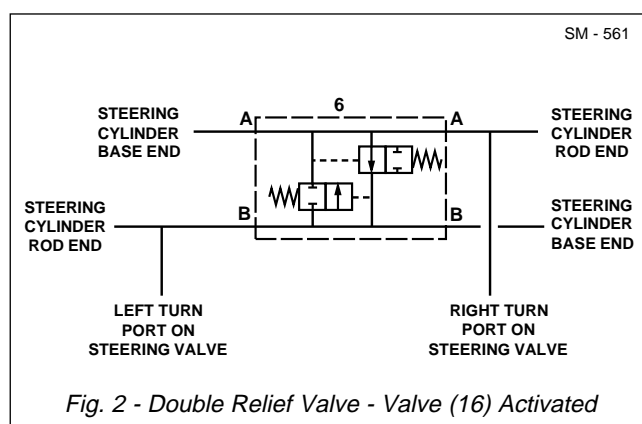 SM - 561
6
STEERING
CYLINDER
BASE END
A
A
STEERING
CYLINDER
ROD END
STEERING
CYLINDER
ROD END
B
B
STEERING
CYLINDER
BASE END
LEFT TURN
PORT ON
STEERING VALVE
RIGHT TURN
PORT ON
STEERING VALVE
Fig. 2 - Double Relief Valve - Valve (16) Activated